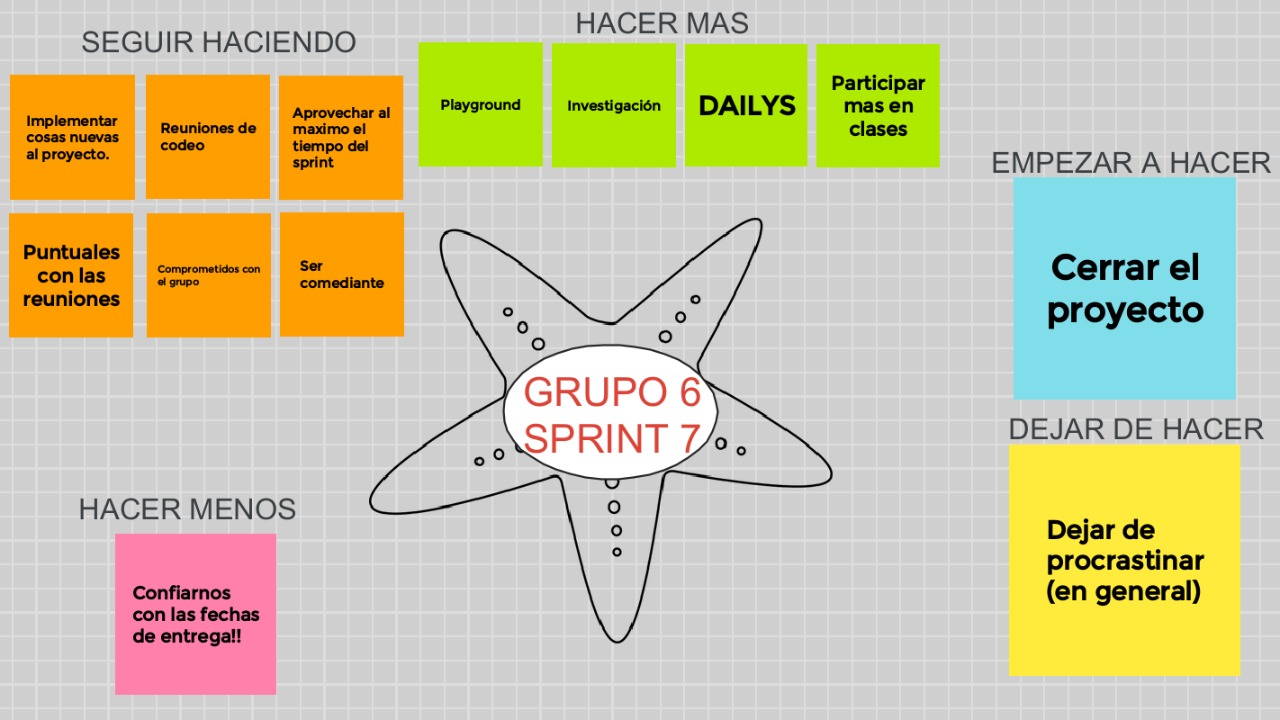 SEGUIR HACIENDO
Implementar
cosas nuevas
al proyecto.
Reuniones de
codeo
Aprovechar al
maximo el
tiempo del
sprint
Puntuales
con las
reuniones
Comprometidos con
el grupo
Ser
comediante
HACER MAS
Playground
Investigación
DAILYS
Participar
mas en
clases
EMPEZAR A HACER
Cerrar el
proyecto
GRUPO 6
SPRINT 7
DEJAR DE HACER
Dejar de
procrastinar
(en general)
HACER MENOS
Confiarnos
con las fechas
de entrega!!